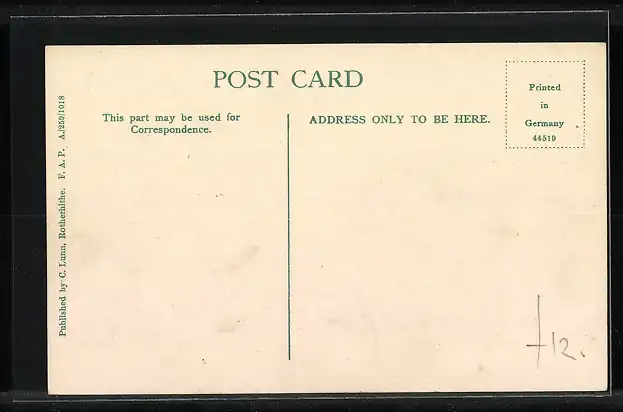 POST CARD
This part may be used for
Correspondence.
ADDRESS ONLY TO BE HERE.
Printed
in
Germany
44519
Published by C. Lunn, Rotherhithe. F. A. P. A/259/1018
12.